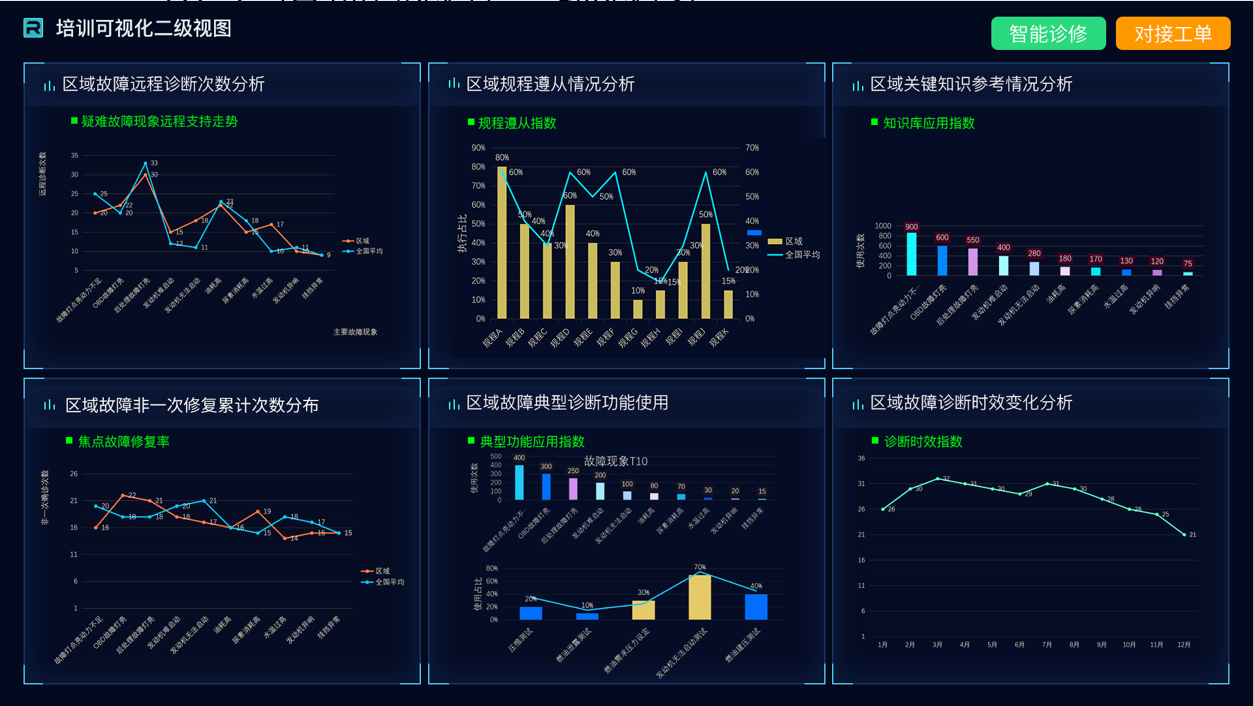 培训可视化二级视图
智能诊修
对接工单
区域故障远程诊断次数分析
疑难故障现象远程支持走势
远程诊断次数
35
30
25
20
15
10
5
25
20
22
20
33
30
15
12
18
11
23
22
18
15
17
10
11
10
9
区域
全国平均
故障灯点亮动力不足
OBD故障灯亮
后处理故障灯亮
发动机难启动
发动机无法启动
油耗高
尿素消耗高
水温过高
发动机异响
挂挡异常
主要故障现象
区域规程遵从情况分析
规程遵从指数
执行占比
90%
80%
70%
60%
50%
40%
30%
20%
10%
0%
70%
60%
50%
40%
30%
20%
10%
0%
80%
60%
50%
40%
40%
30%
60%
60%
40%
50%
30%
60%
10%
20%
15%
15%
30%
30%
50%
60%
15%
20%
区域
全国平均
规程A
规程B
规程C
规程D
规程E
规程F
规程G
规程H
规程I
规程J
规程K
区域关键知识参考情况分析
知识库应用指数
使用次数
1000
800
600
400
200
0
900
600
550
400
280
180
170
130
120
75
故障灯点亮动力不…
OBD故障灯亮
后处理故障灯亮
发动机难启动
发动机无法启动
油耗高
尿素消耗高
水温过高
发动机异响
挂挡异常
区域故障非一次修复累计次数分布
焦点故障修复率
非一次确诊次数
26
21
16
11
6
1
20
16
22
18
21
18
20
18
21
17
16
19
15
18
14
17
15
15
区域
全国平均
故障灯点亮动力不足
OBD故障灯亮
后处理故障灯亮
发动机难启动
发动机无法启动
油耗高
尿素消耗高
水温过高
发动机异响
挂挡异常
区域故障典型诊断功能使用
典型功能应用指数
故障现象T10
使用次数
500
400
300
200
100
0
400
300
250
200
100
80
70
30
20
15
故障灯点亮动力不…
OBD故障灯亮
后处理故障灯亮
发动机难启动
发动机无法启动
油耗高
尿素消耗高
水温过高
发动机异响
挂挡异常
使用占比
80%
60%
40%
20%
0%
20%
10%
30%
70%
40%
压缩测试
燃油泄露测试
燃油需求压力设定
发动机无法启动测试
燃油建压测试
区域故障诊断时效变化分析
诊断时效指数
36
31
26
21
16
11
6
1
26
30
32
31
30
29
31
30
28
26
25
21
1月
2月
3月
4月
5月
6月
7月
8月
9月
10月
11月
12月